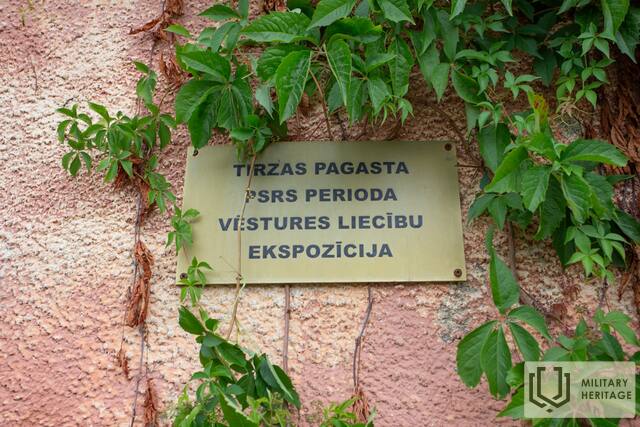 TIRZAS PAGASTA
PSRS PERIODA
VĒSTURES LIECĪBU
EKSPOZĪCIJA
MILITARY
HERITAGE